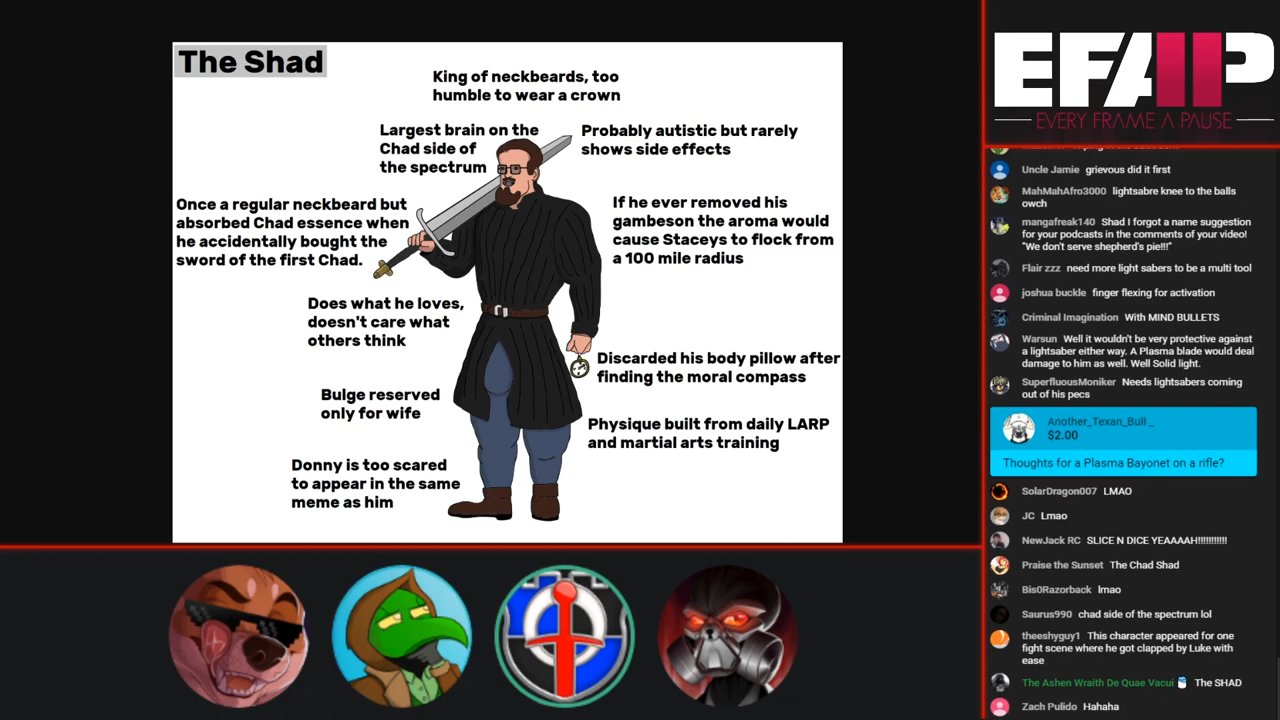 The Shad
King of neckbeards, too
humble to wear a crown
Largest brain on the
Chad side of
the spectrum
Probably autistic but rarely
shows side effects
Once a regular neckbeard but
absorbed Chad essence when
he accidentally bought the
sword of the first Chad.
If he ever removed his
gambeson the aroma would
cause Staceys to flock from
a 100 mile radius
Does what he loves,
doesn't care what
others think
Discarded his body pillow after
finding the moral compass
Bulge reserved
only for wife
Physique built from daily LARP
and martial arts training
Donny is too scared
to appear in the same
meme as him
EFAP
EVERY FRAME A PAUSE
Uncle Jamie grievous did it first
MahMahAfro3000 lightsabre knee to the balls
owch
mangafreak140 Shad I forgot a name suggestion
for your podcasts in the comments of your video!
"We don't serve shepherd's pie!!!"
Flair zzz need more light sabers to be a multi tool
joshua buckle finger flexing for activation
Criminal Imagination With MIND BULLETS
Warsun Well it wouldn't be very protective against
a lightsaber either way. A Plasma blade would deal
damage to him as well. Well Solid light.
SuperfluousMoniker Needs lightsabers coming
out of his pecs
Another_Texan_Bull _
$2.00
Thoughts for a Plasma Bayonet on a rifle?
SolarDragon007 LMAO
JC Lmao
NewJack RC SLICE N DICE YEAAAAH!!!!!!!!!!!
Praise the Sunset The Chad Shad
Bis0Razorback lmao
Saurus990 chad side of the spectrum lol
theeshyguy1 This character appeared for one
fight scene where he got clapped by Luke with
ease
The Ashen Wraith De Quae Vacui The SHAD
Zach Pulido Hahaha